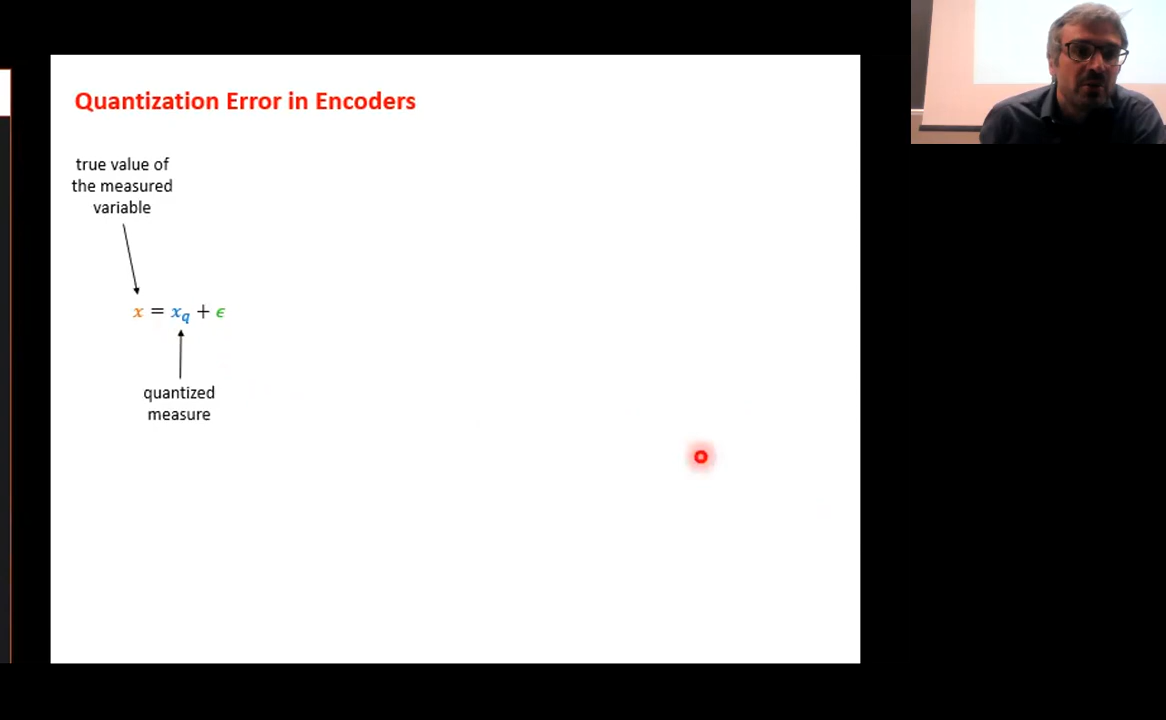 Quantization Error in Encoders
true value of
the measured
variable
x = x_q + ϵ
quantized
measure